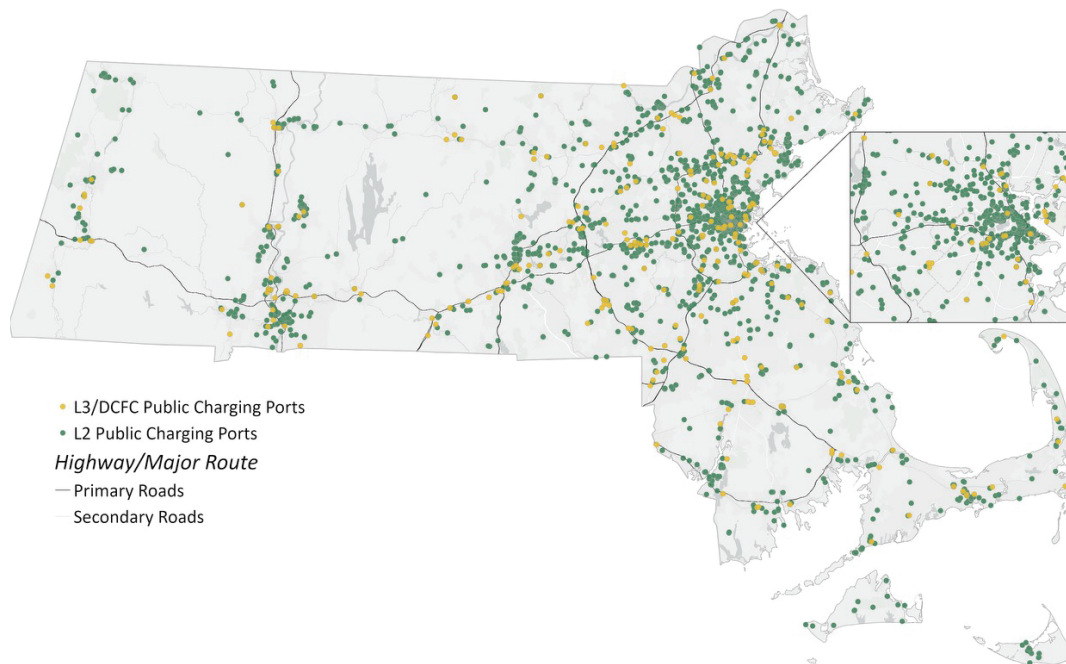 L3/DCFC Public Charging Ports
L2 Public Charging Ports
Highway/Major Route
Primary Roads
Secondary Roads